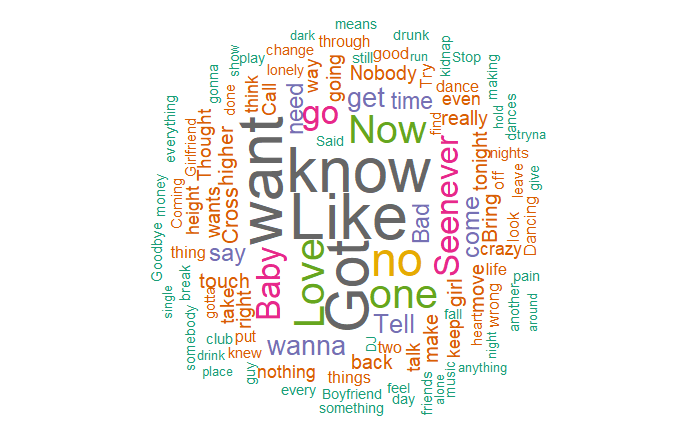 means
dark
through
drunk
change
still
good
run
Stop
show
play
lonely
way
going
Nobody
Try
kidnap
making
gonna
done
think
Call
need
get
time
dance
even
hold
dances
everything
Girlfriend
Thought
higher
want
go
Said
Now
find
really
tonight
nights
tryna
know
Seenever
off
leave
give
money
Coming
height
wants
Cross
Like
Bad
come
Bring
look
Dancing
Goodbye
thing
say
Baby
Love
Got
no
crazy
life
pain
touch
one
girl
move
wrong
another
around
single
break
gotta
take
right
Tell
keep
heart
fall
night
somebody
club
put
wanna
DJ
two
make
music
anything
drink
knew
place
guy
nothing
back
talk
things
every
Boyfriend
feel
day
friends
alone
something